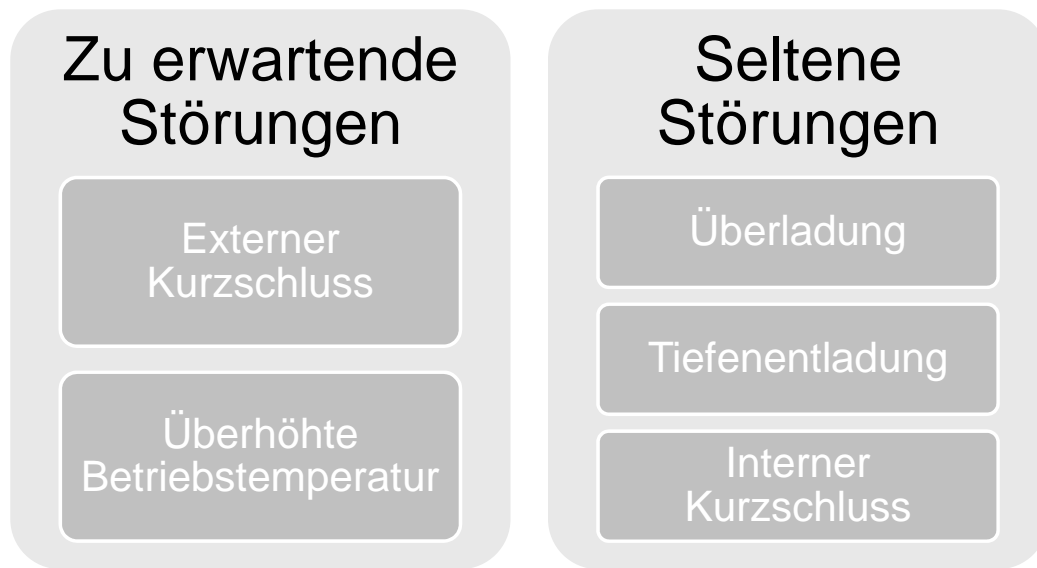 Zu erwartende
Störungen
Externer
Kurzschluss
Überhöhte
Betriebstemperatur
Seltene
Störungen
Überladung
Tiefenentladung
Interner
Kurzschluss